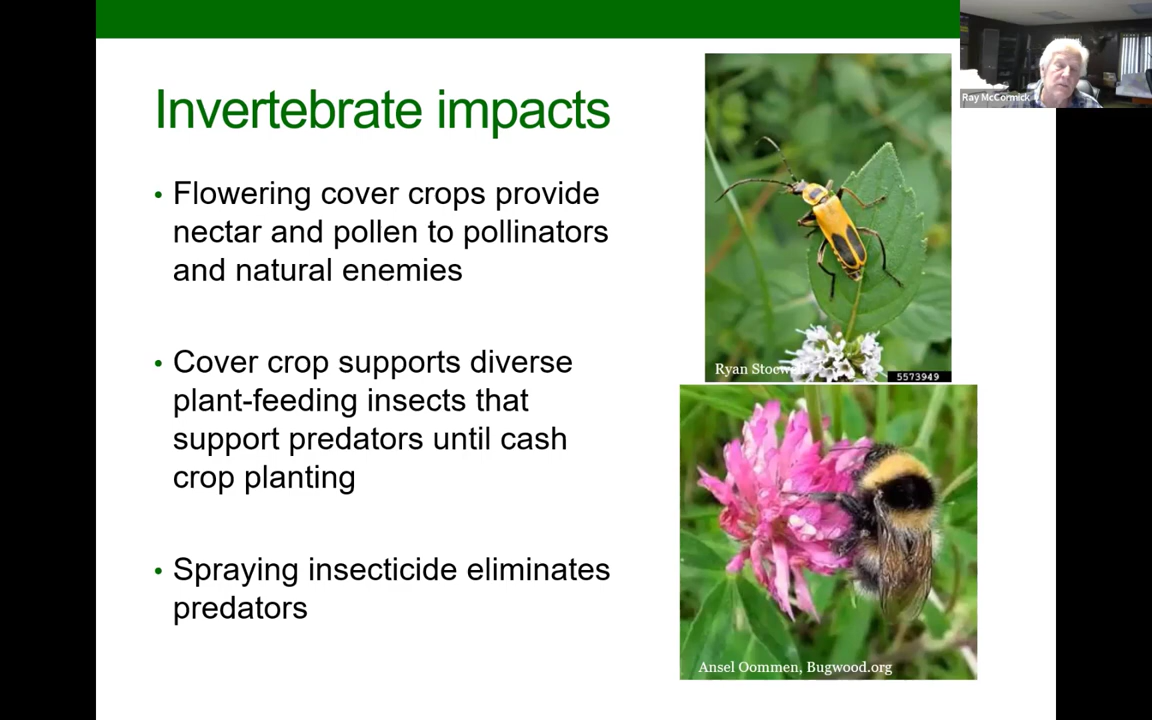 Invertebrate impacts
• Flowering cover crops provide
nectar and pollen to pollinators
and natural enemies
• Cover crop supports diverse
plant-feeding insects that
support predators until cash
crop planting
• Spraying insecticide eliminates
predators
Ray McCormick
Ryan
5573949
Ansel Oommen, Bugwood.org